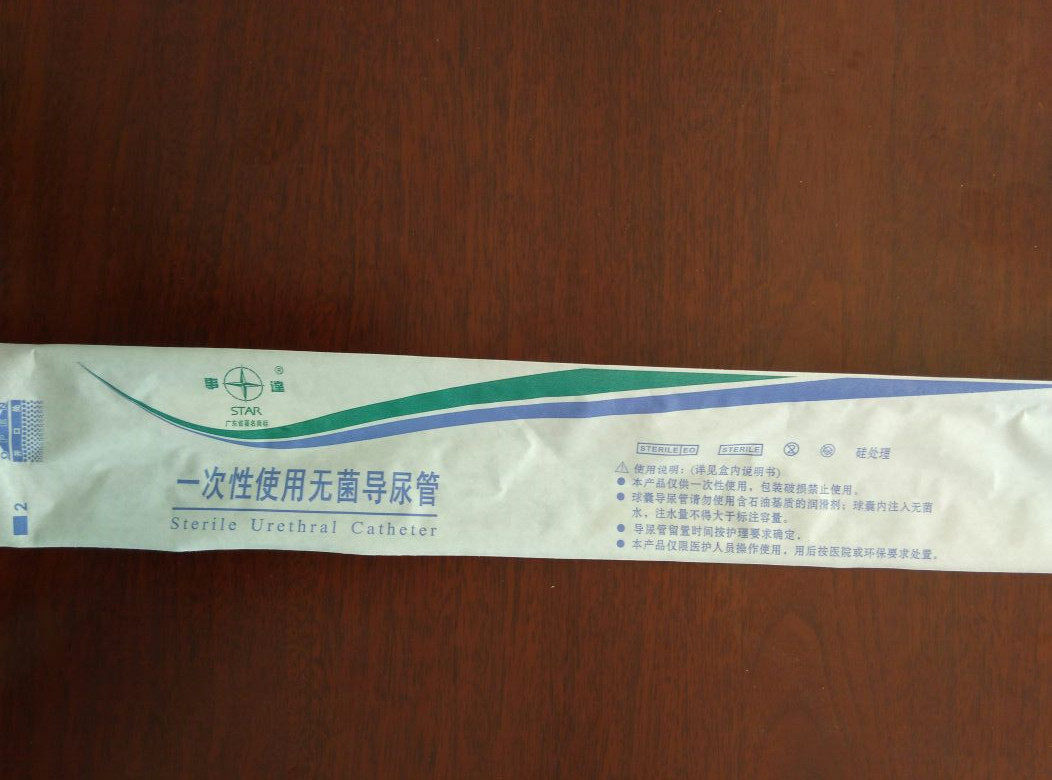 事達®
STAR
广东省著名商标
一次性使用无菌导尿管
Sterile Urethral Catheter
STERILE EO STERILE 硅处理
使用说明：(详见盒内说明书)
本产品仅供一次性使用，包装破损禁止使用。
球囊导尿管请勿使用含石油基质的润滑剂；球囊内注入无菌
水，注水量不得大于标注容量。
导尿管留置时间按护理要求确定。
本产品仅限医护人员操作使用，用后按医院或环保要求处置。
2